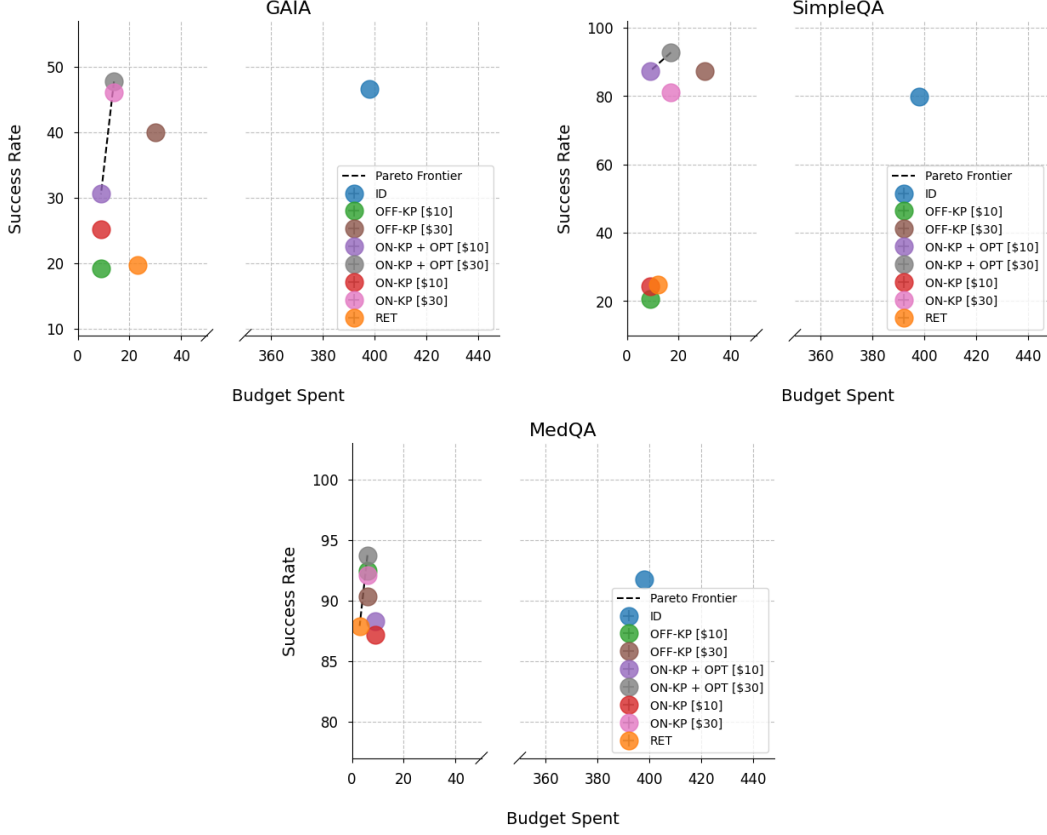 GAIA
50
40
30
20
10
Success Rate
0 20 40 360 380 400 420 440
Budget Spent
Pareto Frontier
ID
OFF-KP [$10]
OFF-KP [$30]
ON-KP + OPT [$10]
ON-KP + OPT [$30]
ON-KP [$10]
ON-KP [$30]
RET
SimpleQA
100
80
60
40
20
Success Rate
0 20 40 360 380 400 420 440
Budget Spent
Pareto Frontier
ID
OFF-KP [$10]
OFF-KP [$30]
ON-KP + OPT [$10]
ON-KP + OPT [$30]
ON-KP [$10]
ON-KP [$30]
RET
MedQA
100
95
90
85
80
Success Rate
0 20 40 360 380 400 420 440
Budget Spent
Pareto Frontier
ID
OFF-KP [$10]
OFF-KP [$30]
ON-KP + OPT [$10]
ON-KP + OPT [$30]
ON-KP [$10]
ON-KP [$30]
RET